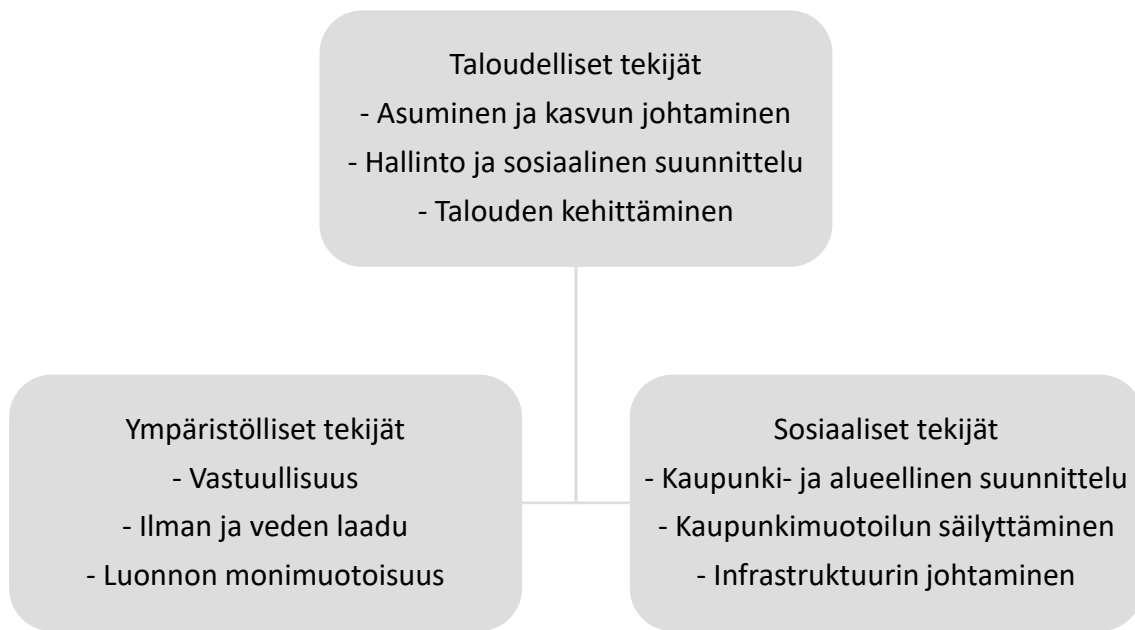 Taloudelliset tekijät
- Asuminen ja kasvun johtaminen
- Hallinto ja sosiaalinen suunnittelu
- Talouden kehittäminen
Ympäristölliset tekijät
- Vastuullisuus
- Ilman ja veden laadu
- Luonnon monimuotoisuus
Sosiaaliset tekijät
- Kaupunki- ja alueellinen suunnittelu
- Kaupunkimuotoilun säilyttäminen
- Infrastruktuurin johtaminen